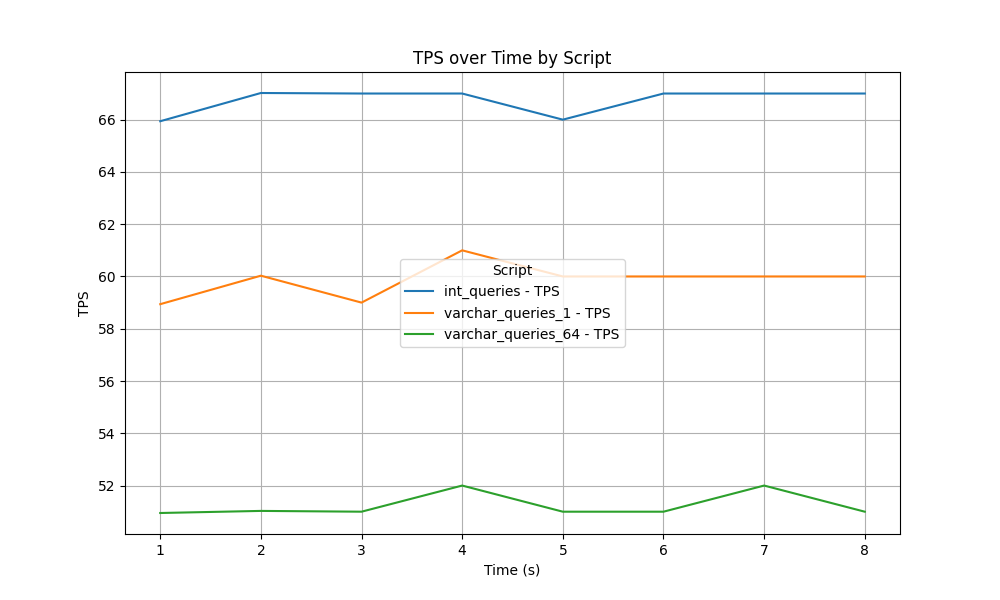 TPS over Time by Script
TPS
66
64
62
60
58
56
54
52
Script
int_queries - TPS
varchar_queries_1 - TPS
varchar_queries_64 - TPS
1 2 3 4 5 6 7 8
Time (s)